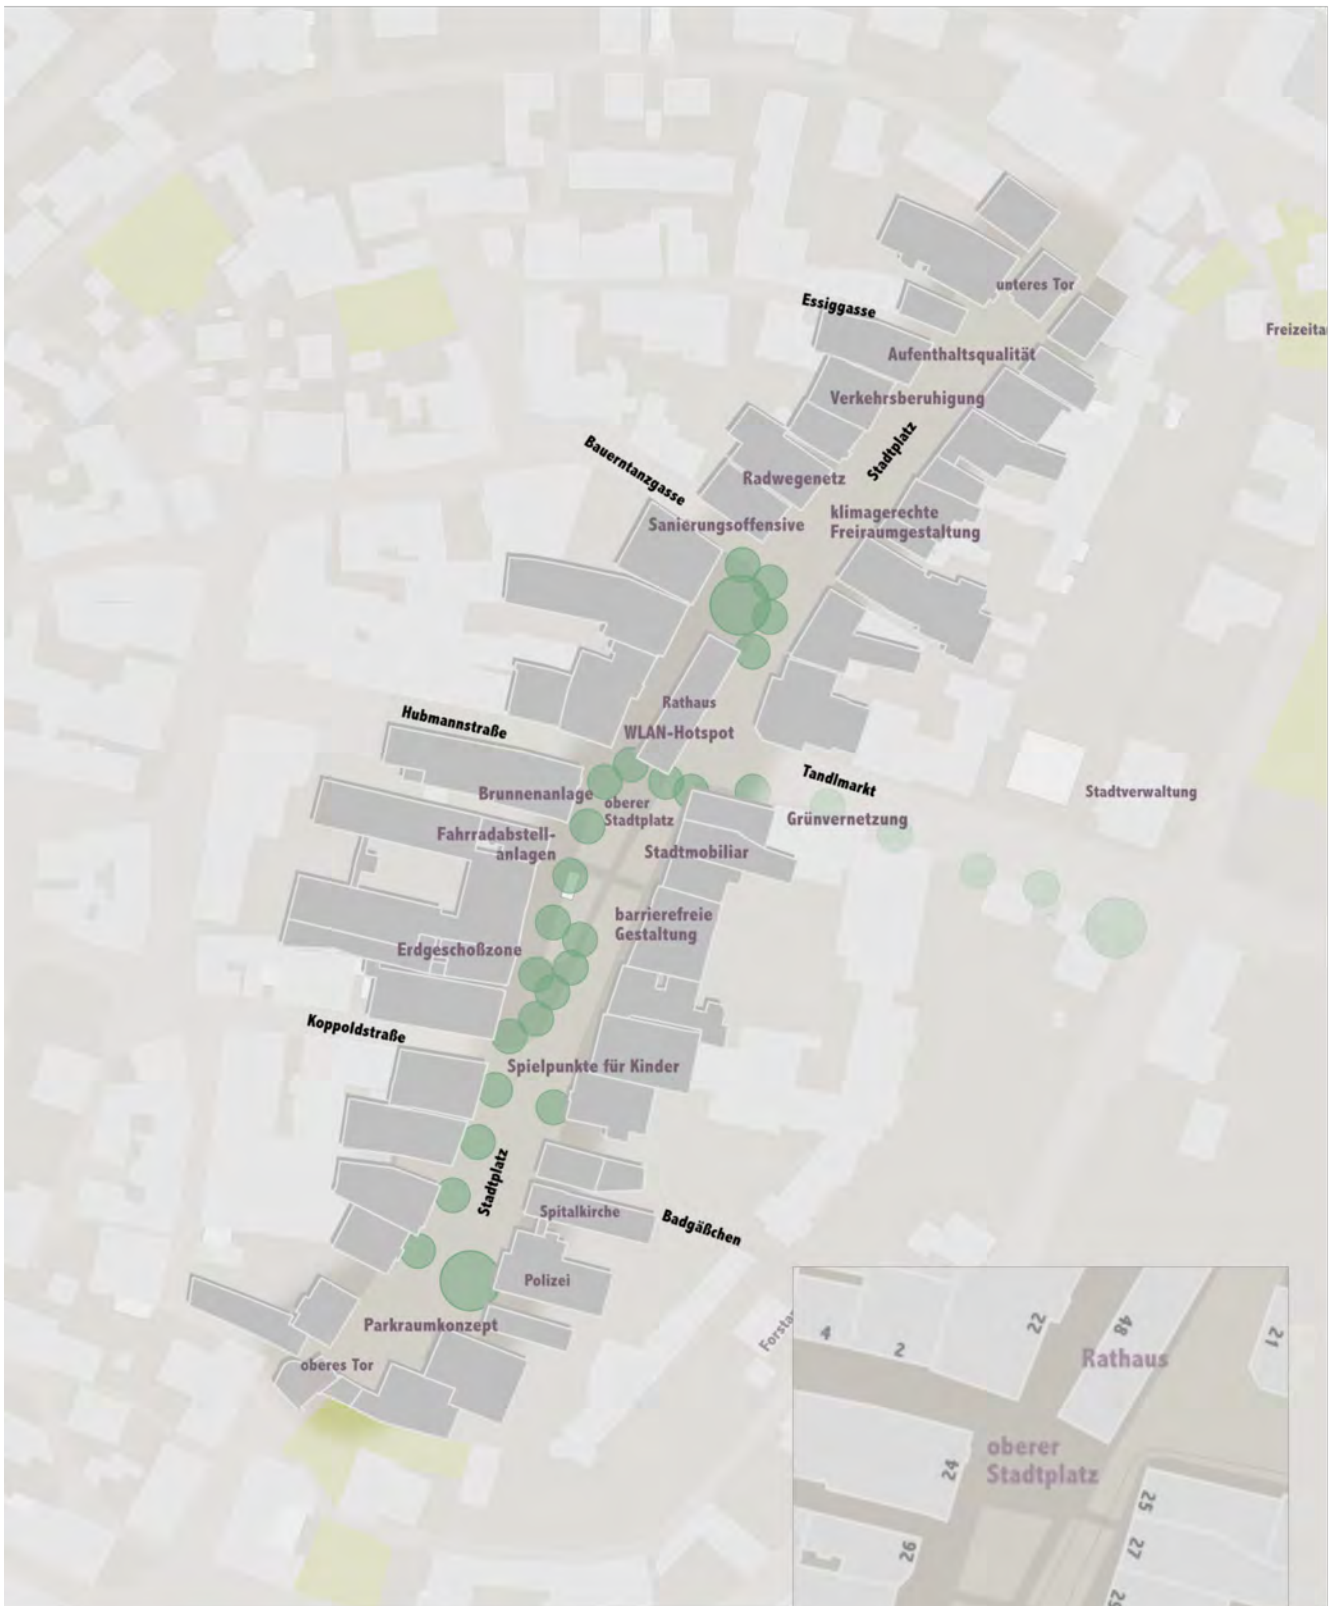 unteres Tor
Essiggasse
Freizeita
Aufenthaltsqualität
Verkehrsberuhigung
Stadtplatz
Bauerntanzgasse
Radwegenetz
klimagerechte
Freiraumgestaltung
Sanierungsoffensive
Rathaus
Hubmannstraße
WLAN-Hotspot
Tandlmarkt
Stadtverwaltung
Brunnenanlage
oberer
Stadtplatz
Grünvernetzung
Fahrradabstell-
anlagen
Stadtmobiliar
barrierefreie
Gestaltung
Erdgeschoßzone
Koppoldstraße
Spielpunkte für Kinder
Stadtplatz
Spitalkirche
Badgäßchen
Polizei
Parkraumkonzept
oberes Tor
Forsta
4
2
22
48
21
Rathaus
oberer
Stadtplatz
24
25
26
27
29